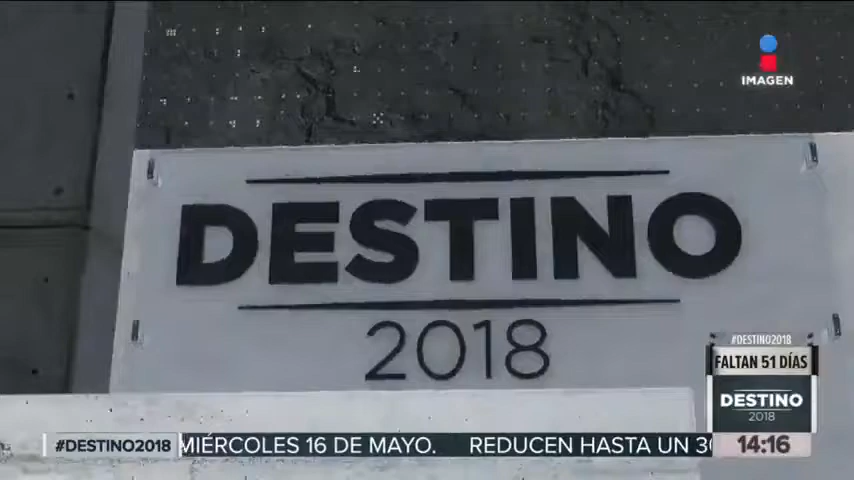 IMAGEN
DESTINO
2018
#DESTINO2018
FALTAN 51 DÍAS
DESTINO
2018
#DESTINO2018
MIÉRCOLES 16 DE MAYO. REDUCEN HASTA UN
14:16